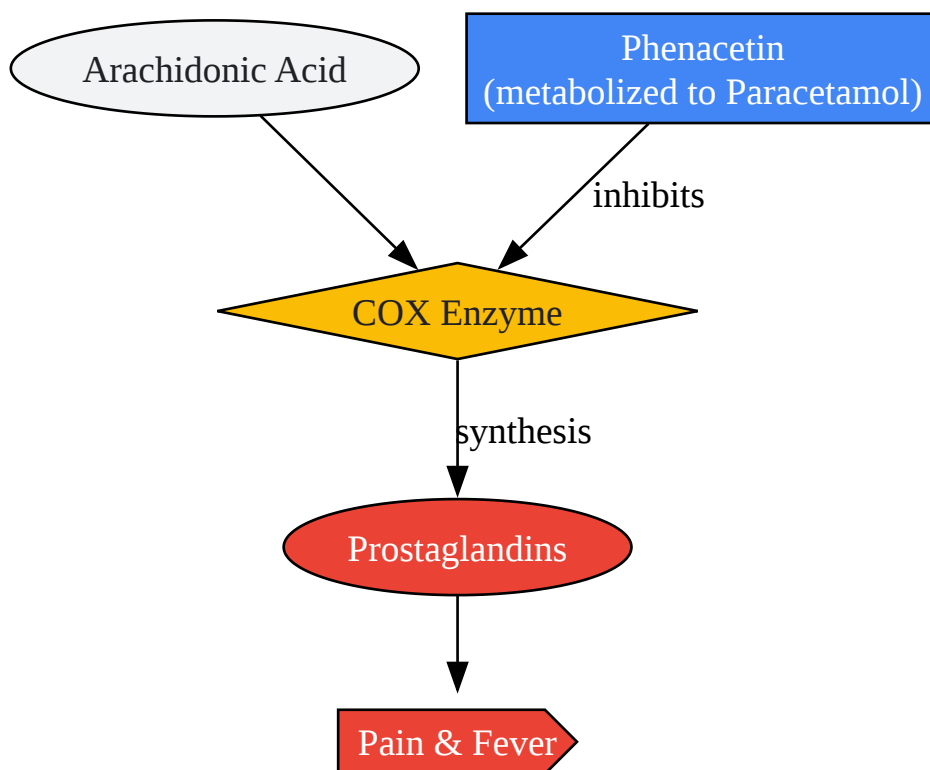 Arachidonic Acid
Phenacetin
(metabolized to Paracetamol)
inhibits
COX Enzyme
synthesis
Prostaglandins
Pain & Fever